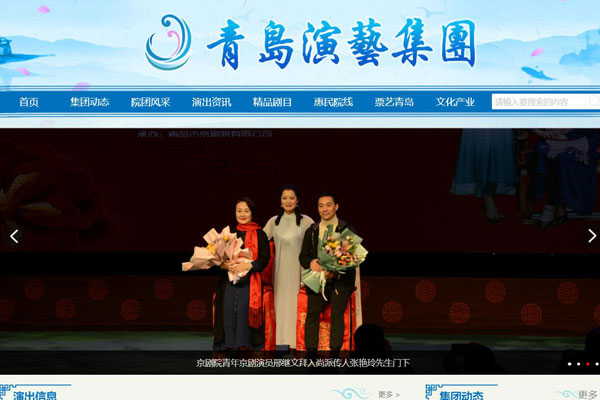 青島演藝集團
首页 集团动态 院团风采 演出资讯 精品剧目 惠民院线 票艺青岛 文化产业 请输入要搜索的内容
承办：青岛市京剧院有限公司
京剧院青年京剧演员邢继文拜入尚派传人张艳玲先生门下
演出信息 更多 > 集团动态 更多 >